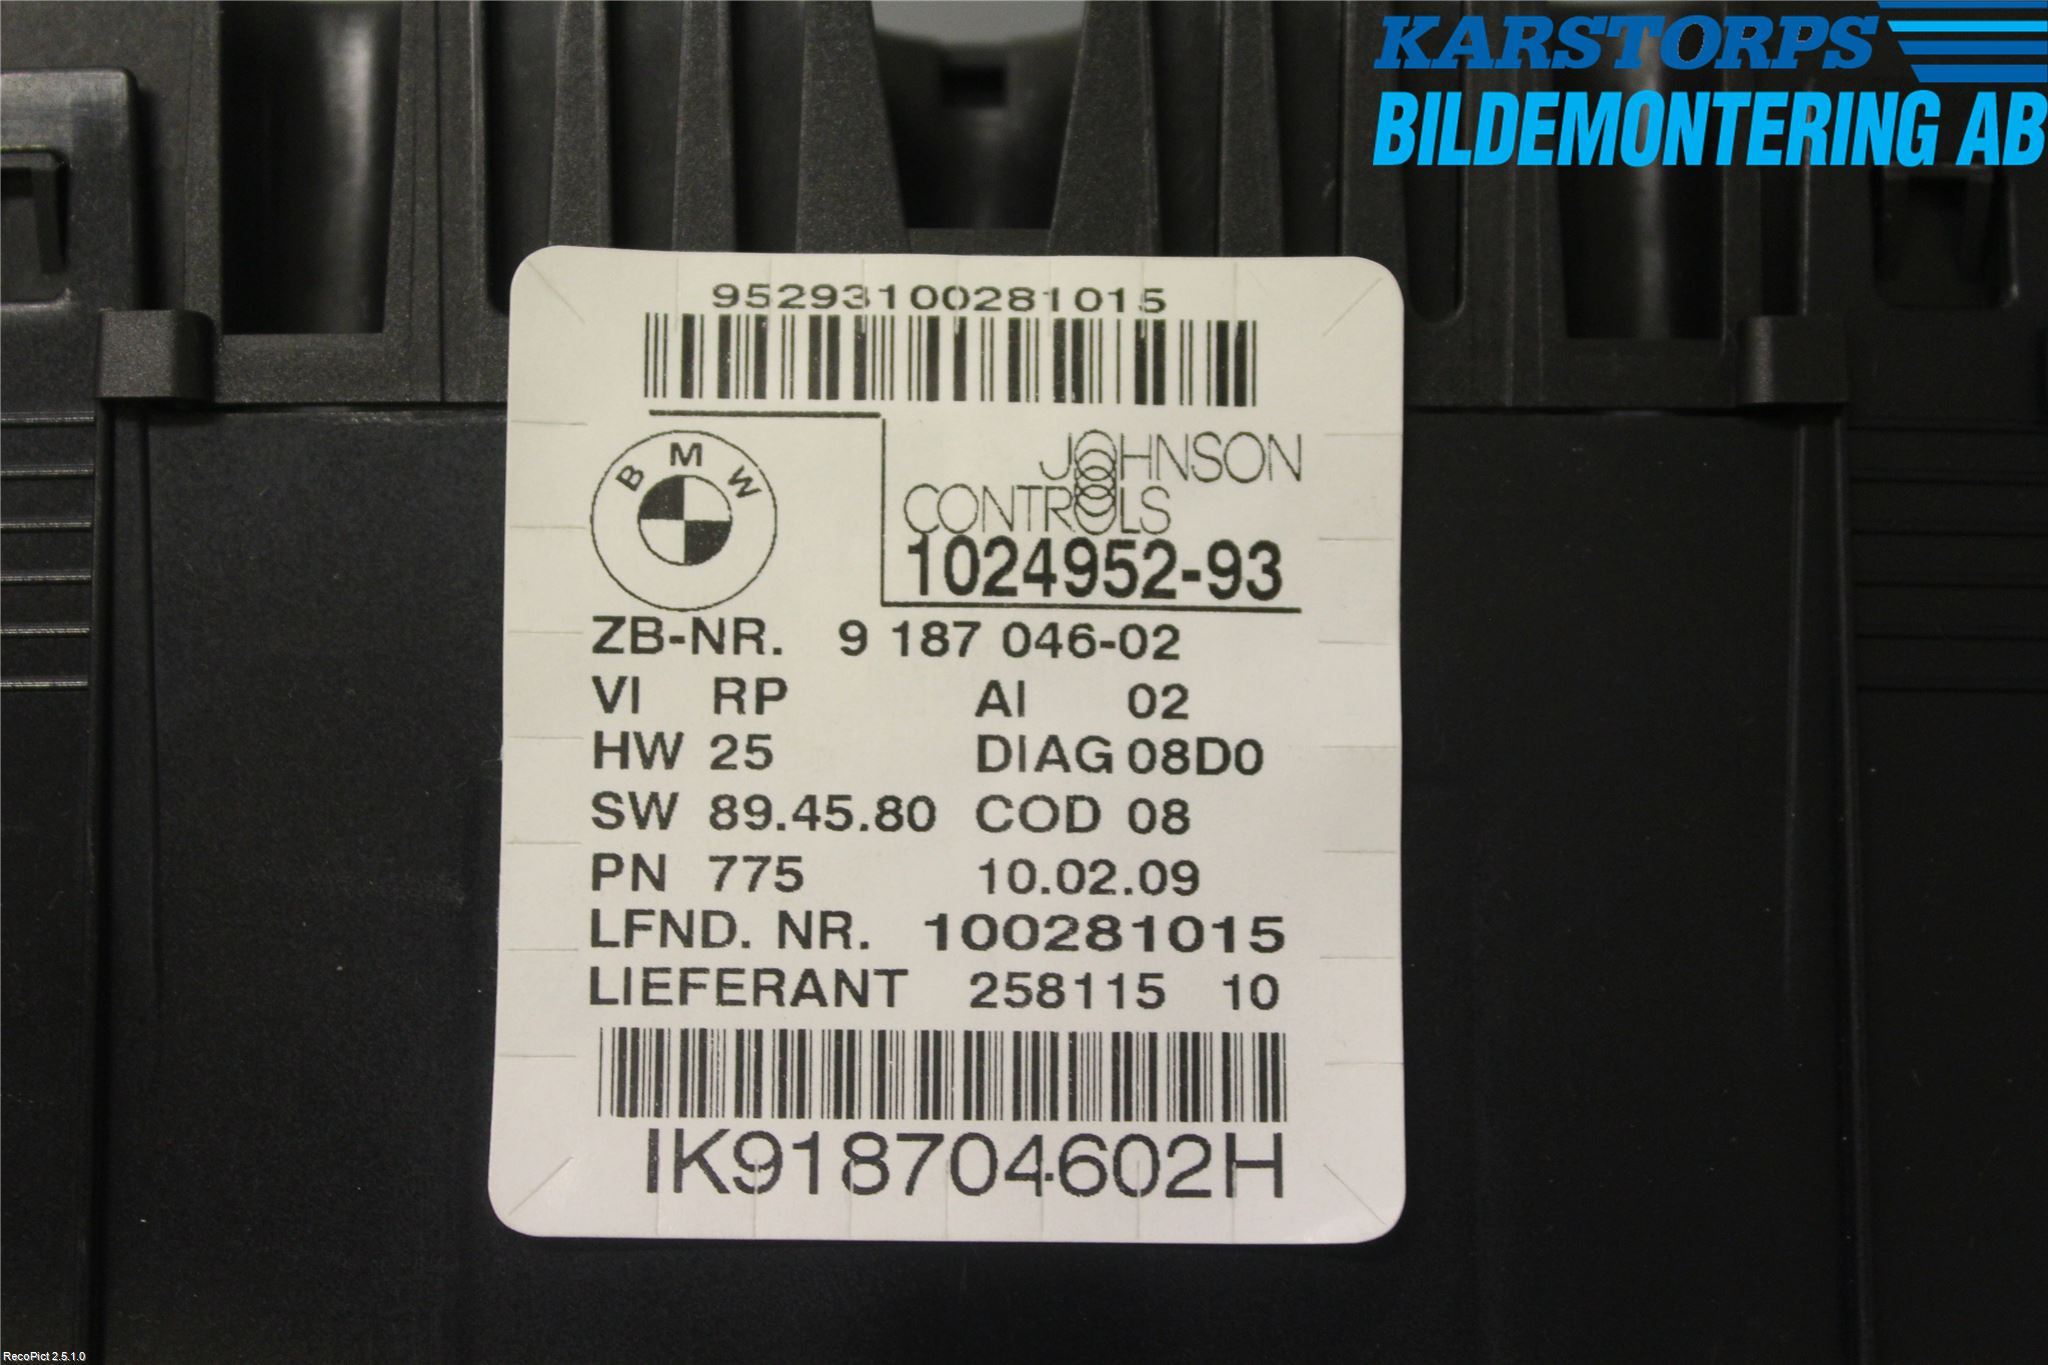 KARSTORPS
BILDEMONTERING AB
95293100281015
BMW
JOHNSON
CONTROLS
1024952-93
ZB-NR. 9 187 046-02
VI RP AI 02
HW 25 DIAG 08D0
SW 89.45.80 COD 08
PN 775 10.02.09
LFND. NR. 100281015
LIEFERANT 258115 10
IK918704602H
RecoPict 2.5.1.0